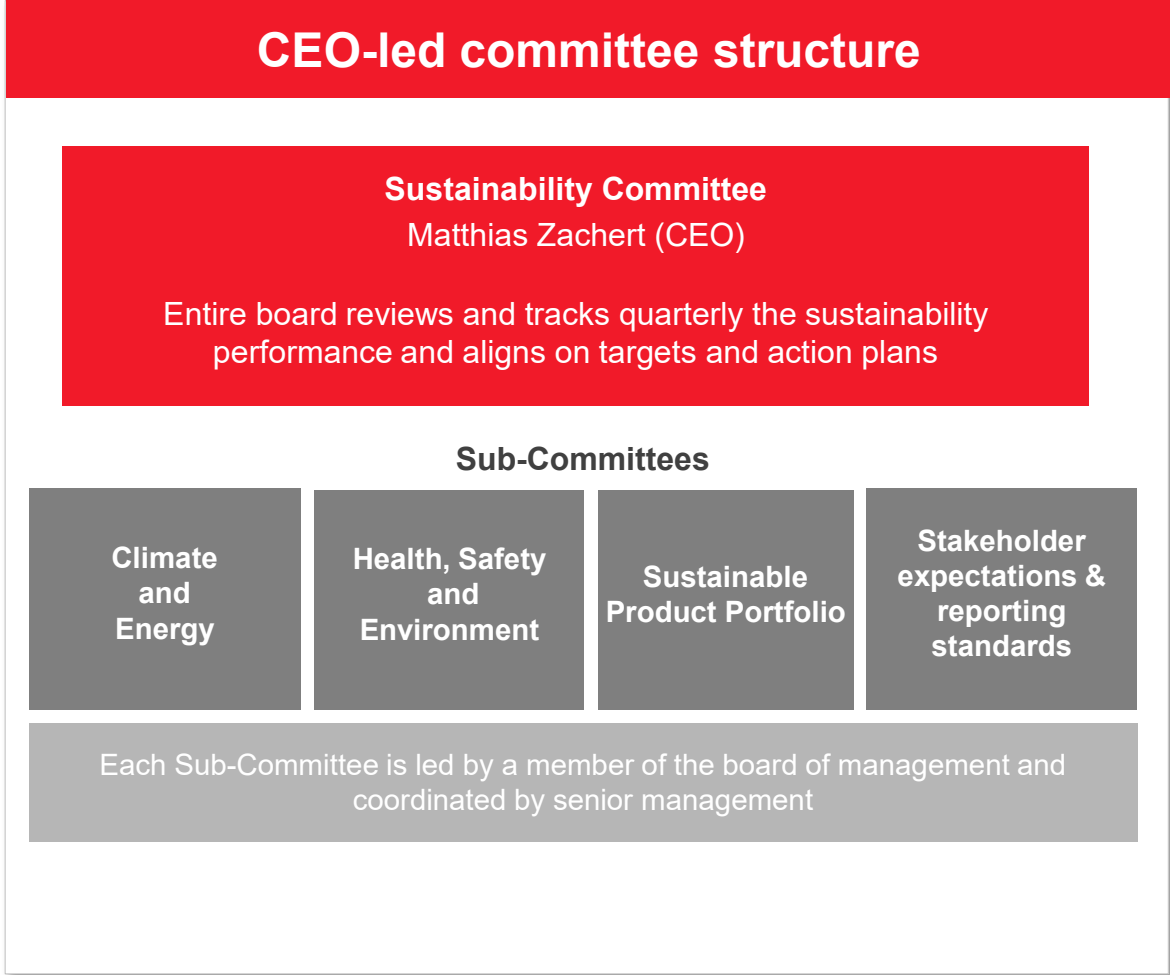 CEO-led committee structure
Sustainability Committee
Matthias Zachert (CEO)
Entire board reviews and tracks quarterly the sustainability
performance and aligns on targets and action plans
Sub-Committees
Climate
and
Energy
Health, Safety
and
Environment
Sustainable
Product Portfolio
Stakeholder
expectations &
reporting
standards
Each Sub-Committee is led by a member of the board of management and
coordinated by senior management